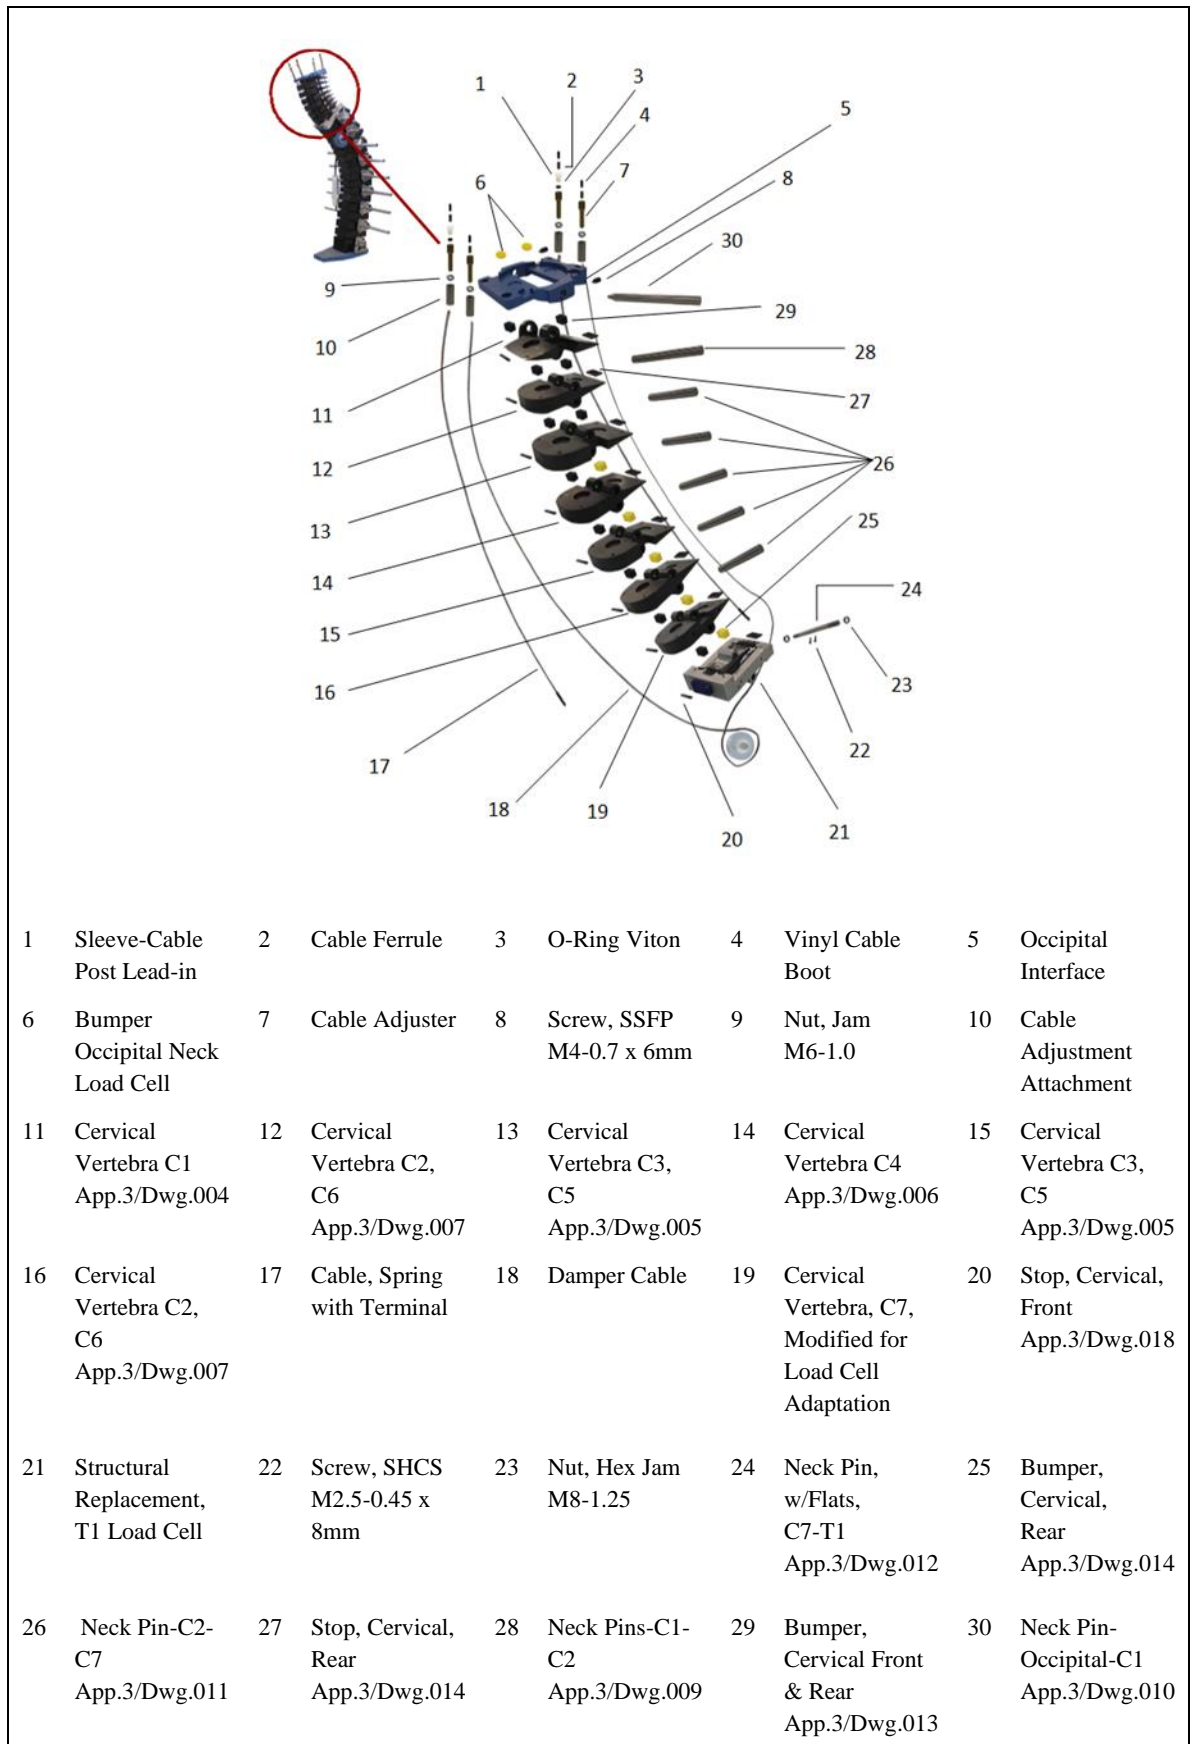 1
2
3
4
5
6
7
8
30
9
29
10
28
11
27
12
26
13
25
14
24
15
23
16
22
17
18
19
20
21
1 Sleeve-Cable Post Lead-in
2 Cable Ferrule
3 O-Ring Viton
4 Vinyl Cable Boot
5 Occipital Interface
6 Bumper Occipital Neck Load Cell
7 Cable Adjuster
8 Screw, SSFP M4-0.7 x 6mm
9 Nut, Jam M6-1.0
10 Cable Adjustment Attachment
11 Cervical Vertebra C1 App.3/Dwg.004
12 Cervical Vertebra C2, C6 App.3/Dwg.007
13 Cervical Vertebra C3, C5 App.3/Dwg.005
14 Cervical Vertebra C4 App.3/Dwg.006
15 Cervical Vertebra C3, C5 App.3/Dwg.005
16 Cervical Vertebra C2, C6 App.3/Dwg.007
17 Cable, Spring with Terminal
18 Damper Cable
19 Cervical Vertebra, C7, Modified for Load Cell Adaptation
20 Stop, Cervical, Front App.3/Dwg.018
21 Structural Replacement, T1 Load Cell
22 Screw, SHCS M2.5-0.45 x 8mm
23 Nut, Hex Jam M8-1.25
24 Neck Pin, w/Flats, C7-T1 App.3/Dwg.012
25 Bumper, Cervical, Rear App.3/Dwg.014
26 Neck Pin-C2-C7 App.3/Dwg.011
27 Stop, Cervical, Rear App.3/Dwg.014
28 Neck Pins-C1-C2 App.3/Dwg.009
29 Bumper, Cervical Front & Rear App.3/Dwg.013
30 Neck Pin-Occipital-C1 App.3/Dwg.010